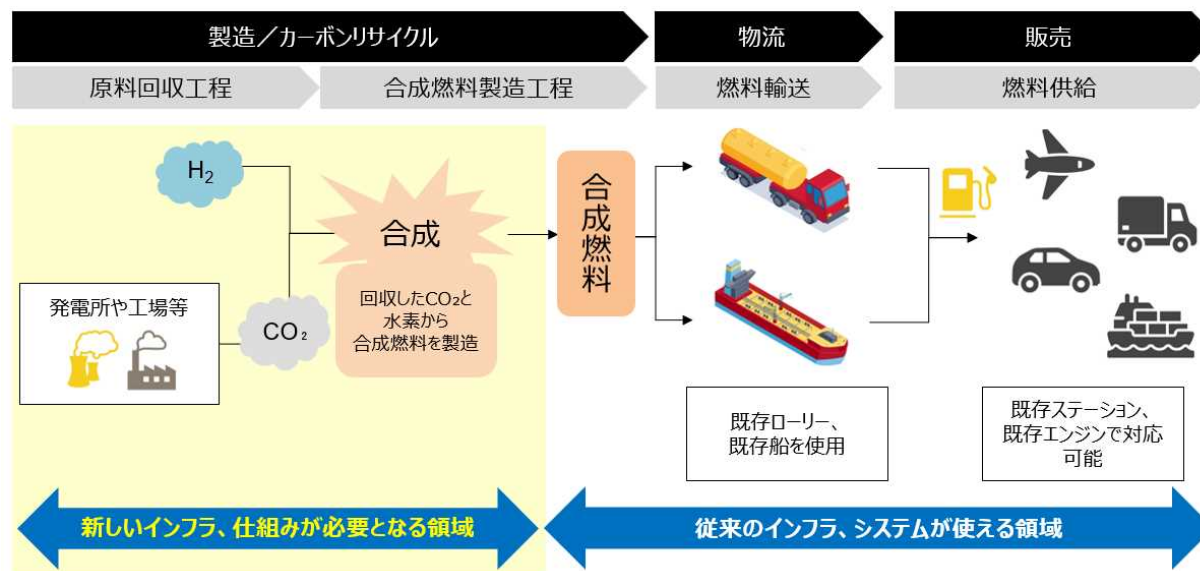 製造／カーボンリサイクル
物流
販売
原料回収工程
合成燃料製造工程
燃料輸送
燃料供給
H₂
合成
合成燃料
発電所や工場等
CO₂
回収したCO₂と
水素から
合成燃料を製造
既存ローリー、
既存船を使用
既存ステーション、
既存エンジンで対応
可能
新しいインフラ、仕組みが必要となる領域
従来のインフラ、システムが使える領域